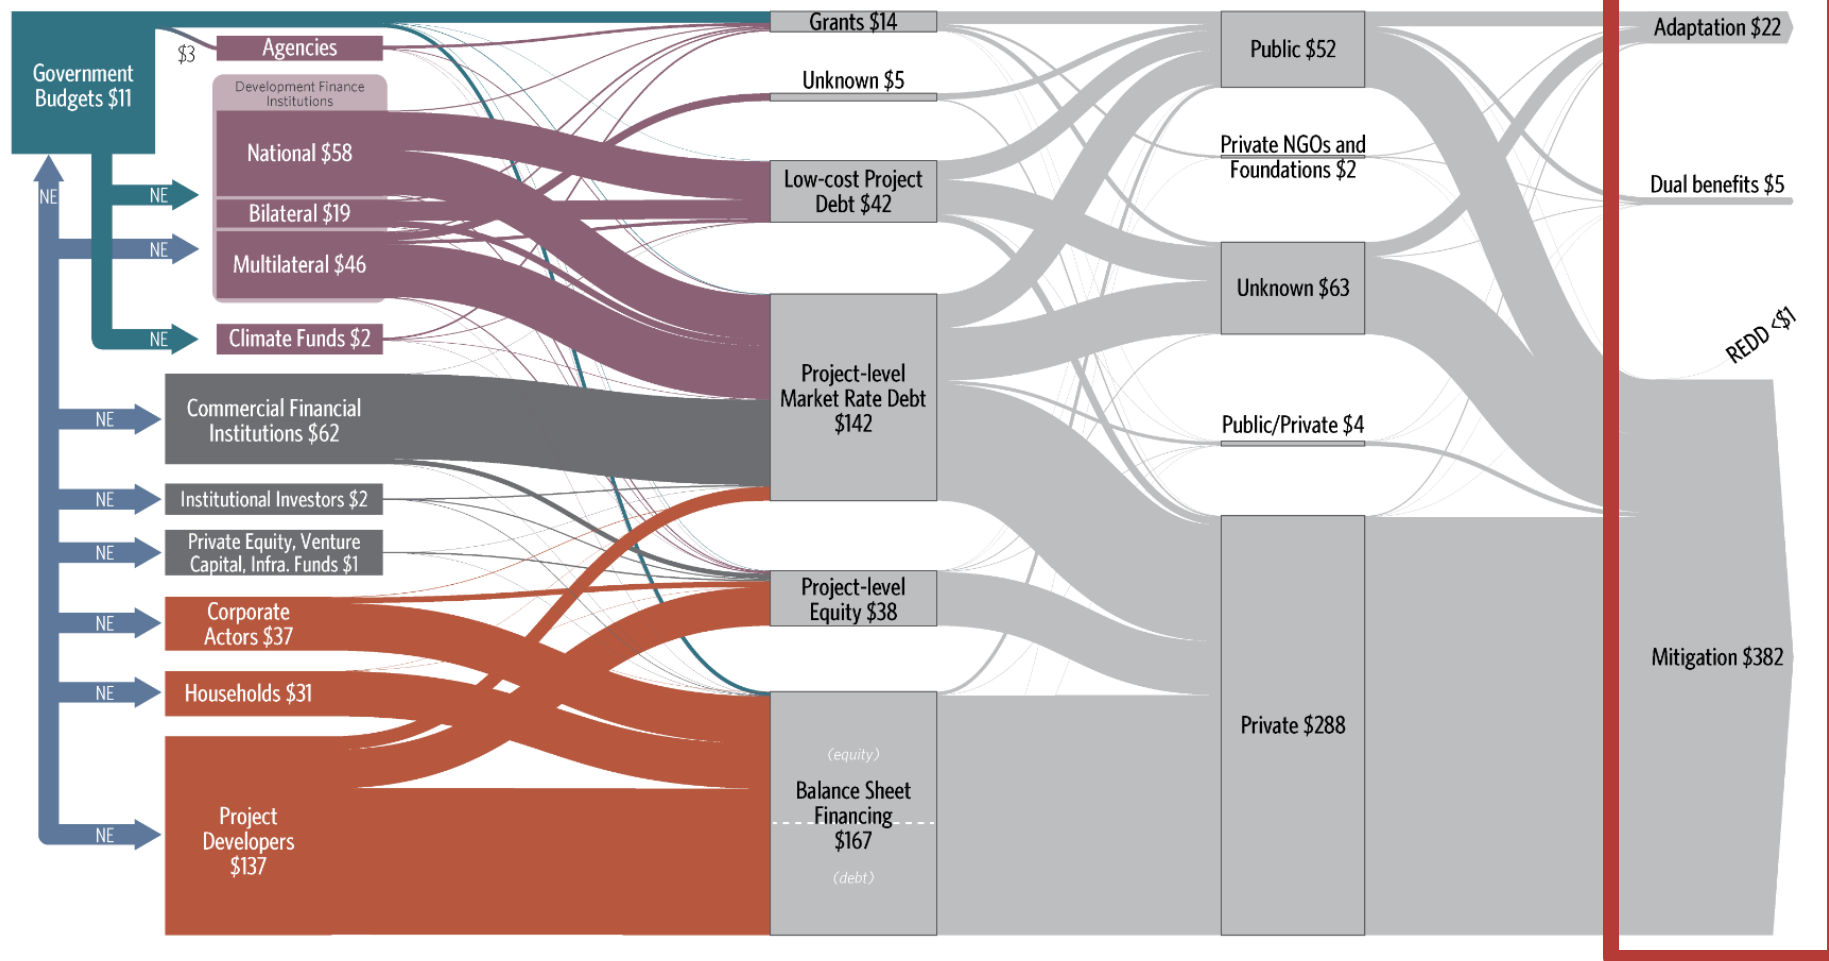 Government
Budgets $11
$3
NE
NE
NE
NE
NE
NE
NE
NE
NE
NE
Agencies
Development Finance
Institutions
National $58
Bilateral $19
Multilateral $46
Climate Funds $2
Commercial Financial
Institutions $62
Institutional Investors $2
Private Equity, Venture
Capital, Infra. Funds $1
Corporate
Actors $37
Households $31
Project
Developers
$137
Grants $14
Unknown $5
Low-cost Project
Debt $42
Project-level
Market Rate Debt
$142
Project-level
Equity $38
(equity)
Balance Sheet
Financing
$167
(debt)
Public $52
Private NGOs and
Foundations $2
Unknown $63
Public/Private $4
Private $288
Adaptation $22
Dual benefits $5
REDD <$1
Mitigation $382